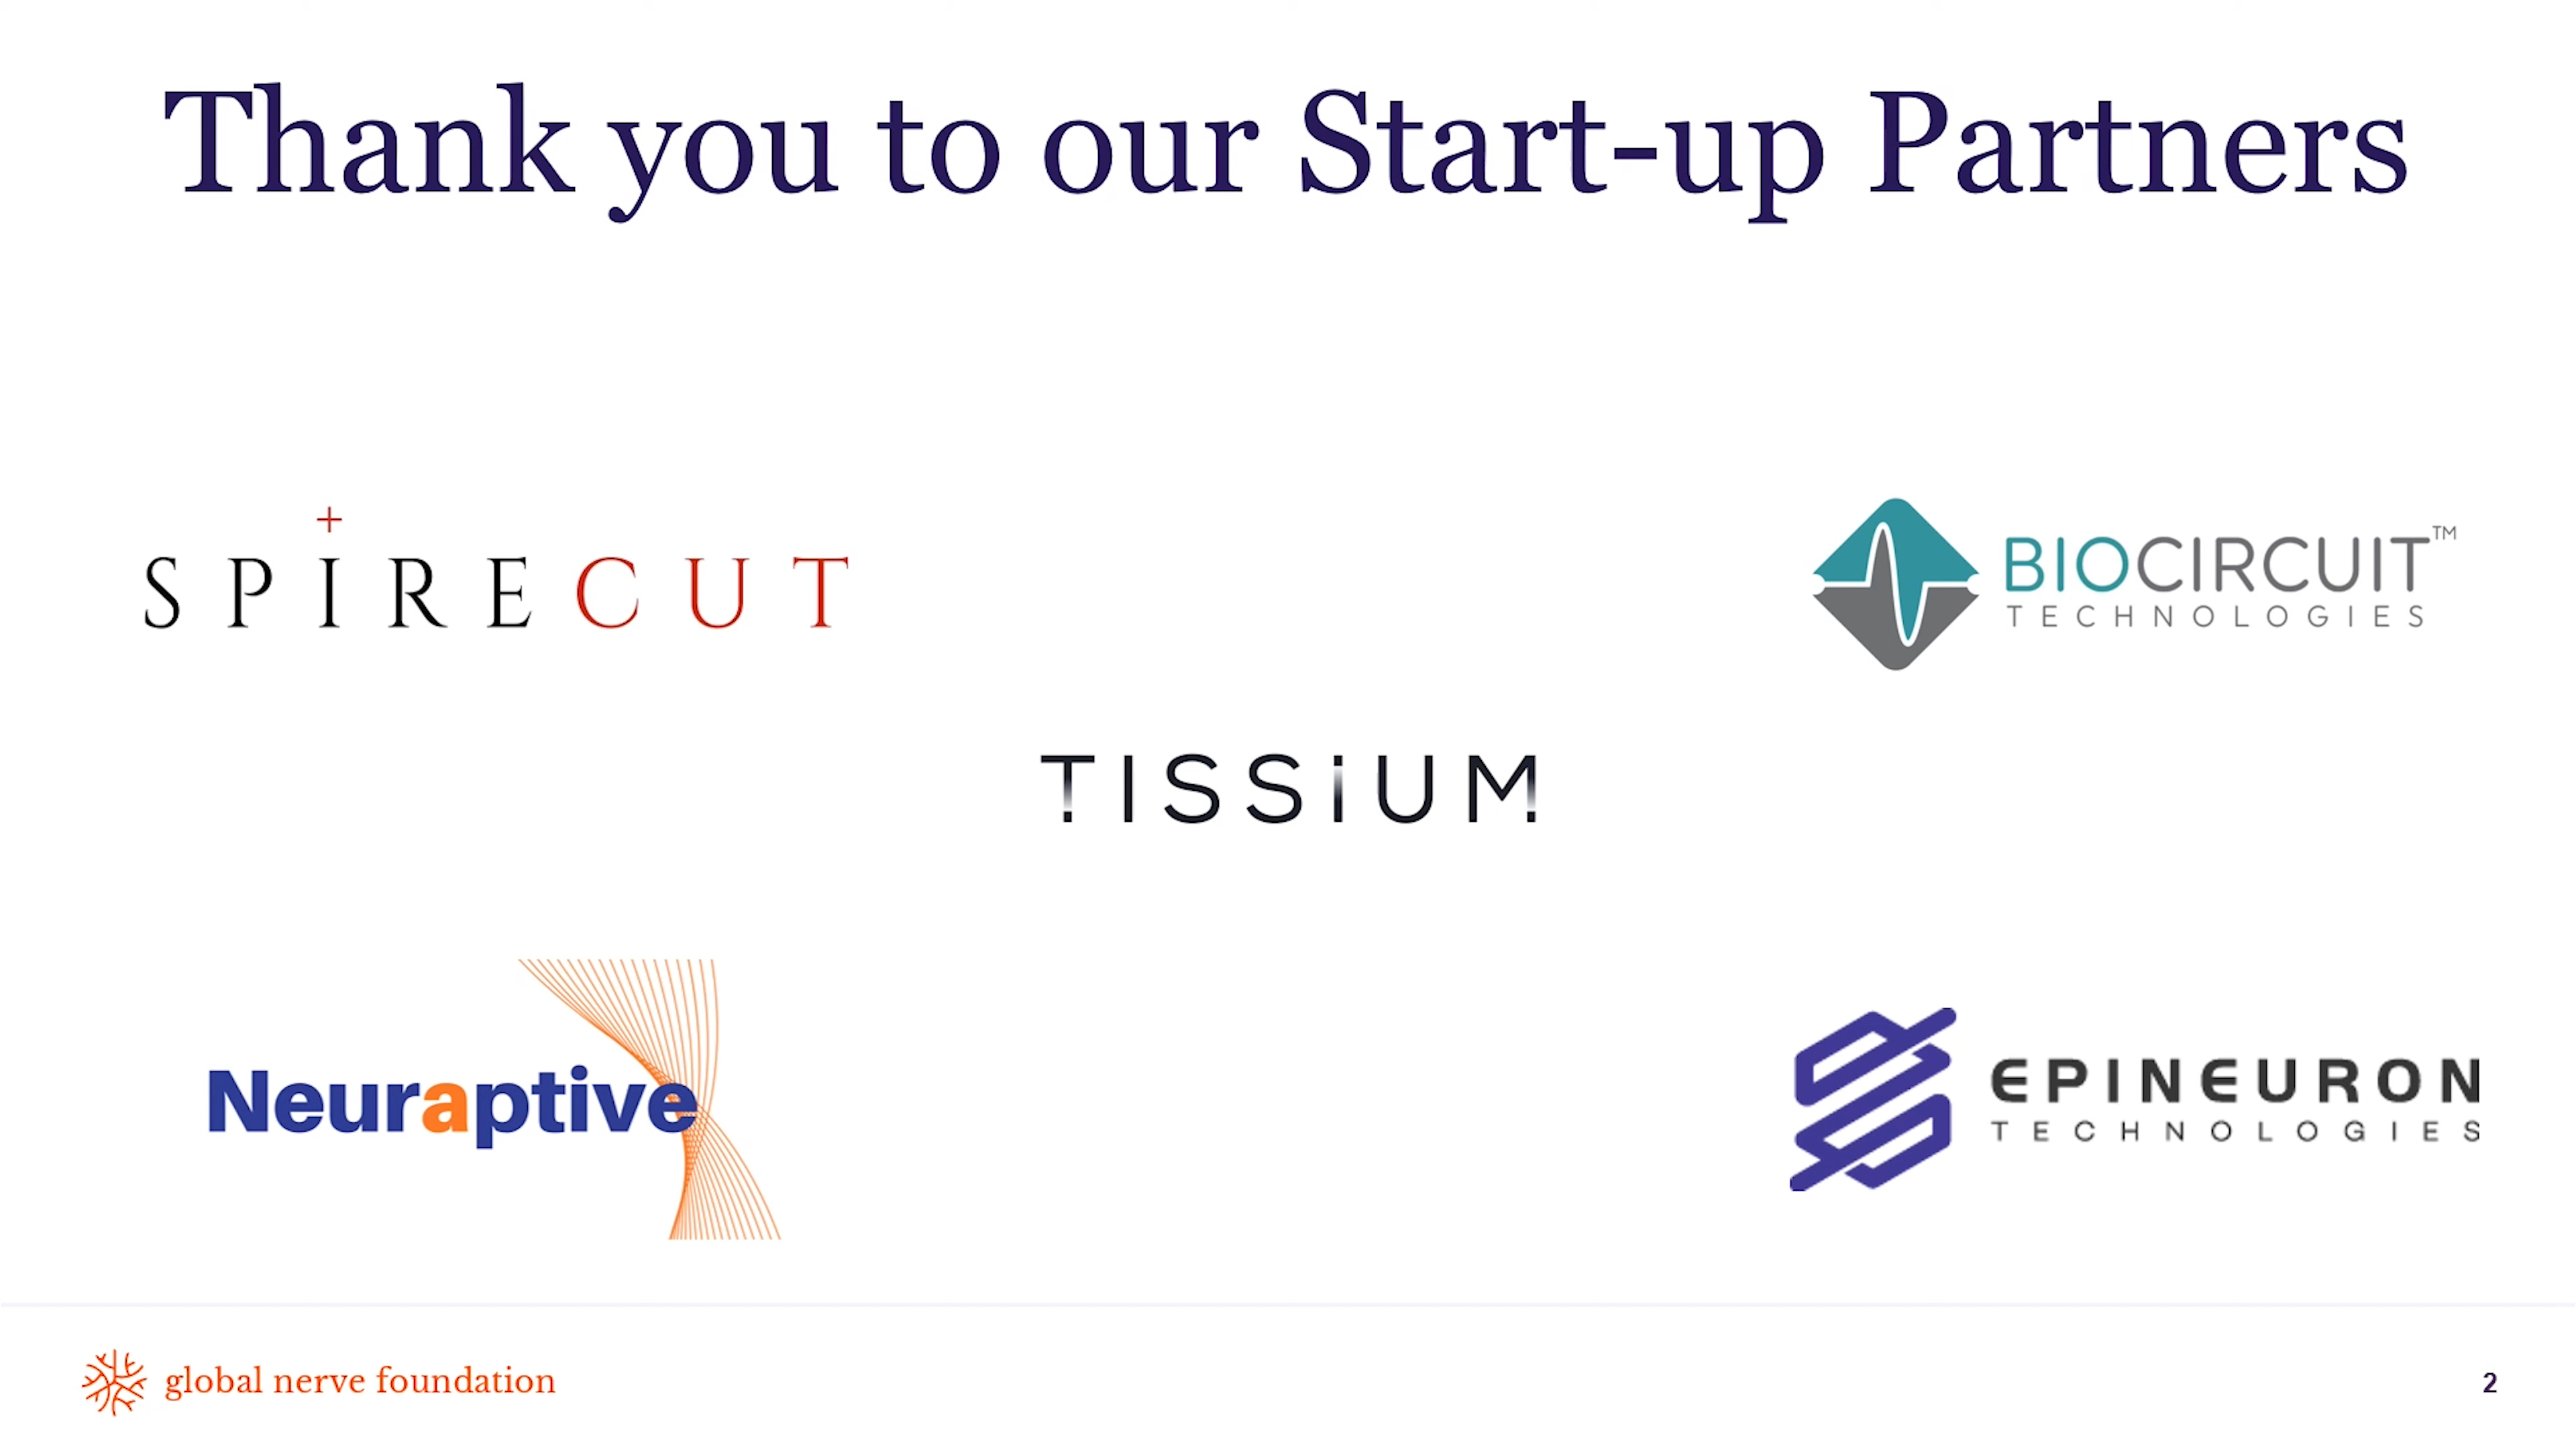 Thank you to our Start-up Partners
SPIRECUT
BIOCIRCUIT™
TECHNOLOGIES
TISSiUM
Neuraptive
EPINEURON
TECHNOLOGIES
global nerve foundation
2